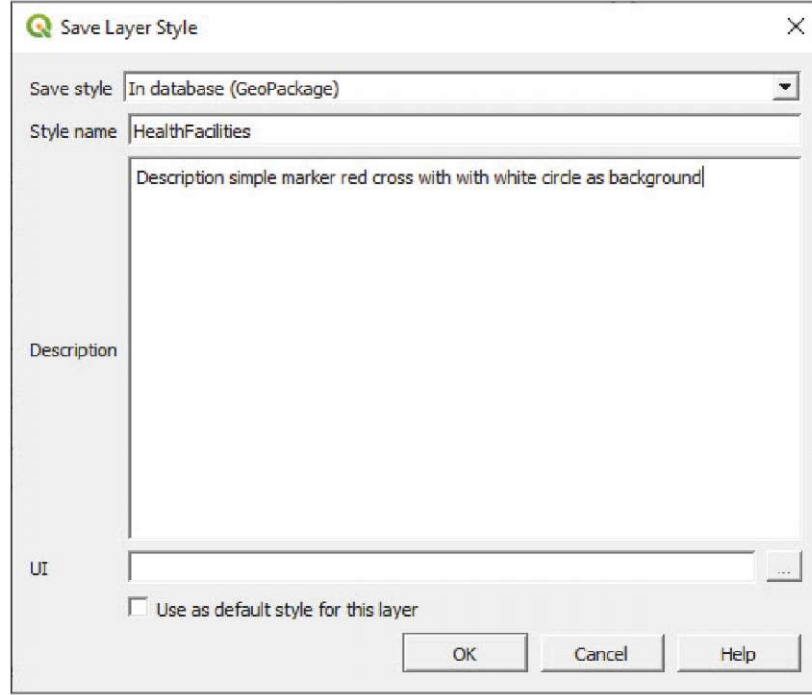 Save Layer Style
Save style In database (GeoPackage)
Style name HealthFacilities
Description simple marker red cross with with white circle as background
Description
UI ...
Use as default style for this layer
OK Cancel Help